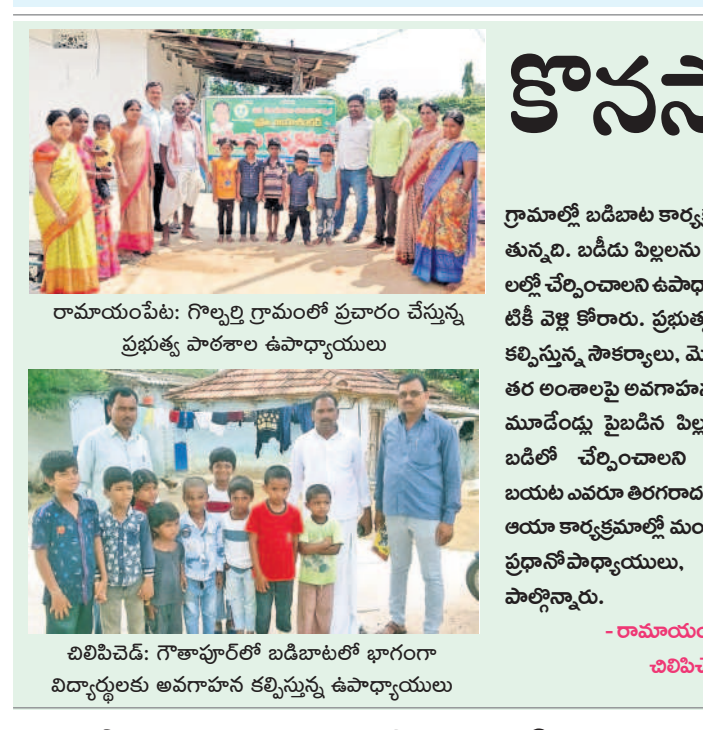 రామాయంపేట: గొల్పర్తి గ్రామంలో ప్రచారం చేస్తున్న
ప్రభుత్వ పాఠశాల ఉపాధ్యాయులు
చిలిపిచెడ్: గౌతాపూర్‌లో బడిబాటలో భాగంగా
విద్యార్థులకు అవగాహన కల్పిస్తున్న ఉపాధ్యాయులు
కొనసా
గ్రామాల్లో బడిబాట కార్యక్ర
తున్నది. బడీడు పిల్లలను
లల్లో చేర్పించాలని ఉపాధ్యా
టికీ వెళ్లి కోరారు. ప్రభుత్వ
కల్పిస్తున్న సౌకర్యాలు, మె
తర అంశాలపై అవగాహన
మూడేండ్లు పైబడిన పిల్ల
బడిలో చేర్పించాలని
బయట ఎవరూ తిరగరాద
ఆయా కార్యక్రమాల్లో మం
ప్రధానోపాధ్యాయులు,
పాల్గొన్నారు.
- రామాయం
చిలిపిచె